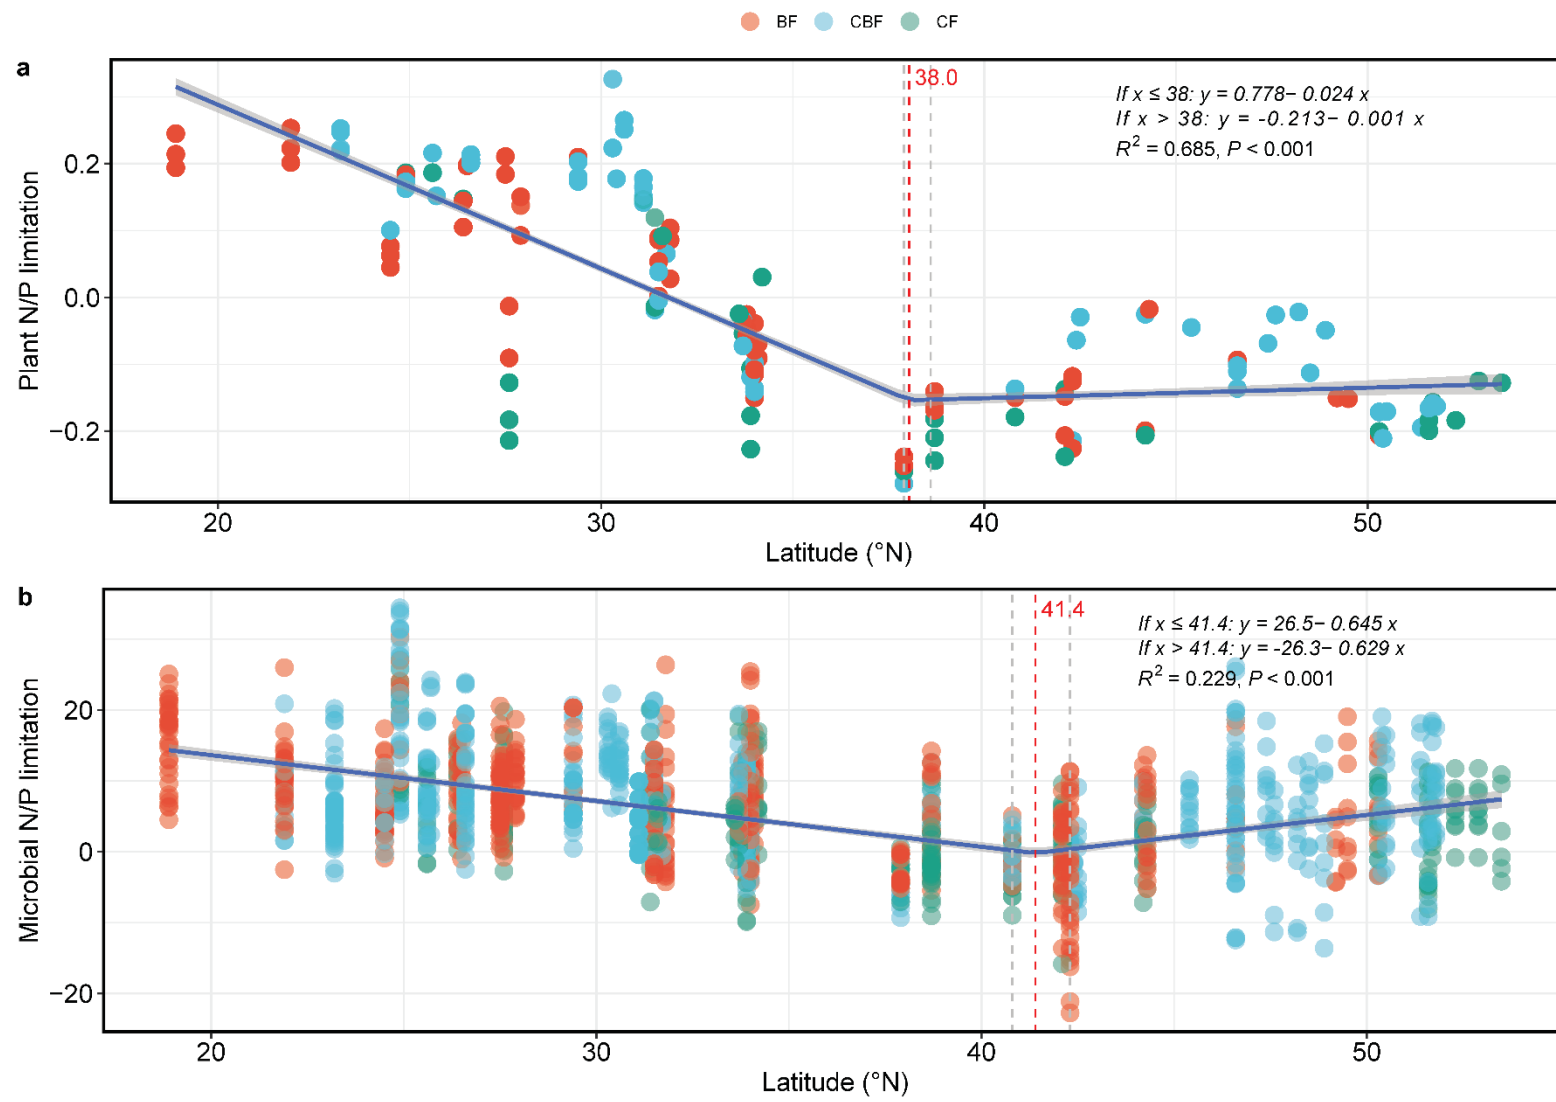 BF CBF CF
a
38.0
If x ≤ 38: y = 0.778− 0.024 x
If x > 38: y = -0.213− 0.001 x
R² = 0.685, P < 0.001
Plant N/P limitation
0.2
0.0
−0.2
20 30 40 50
Latitude (°N)
b
41.4
If x ≤ 41.4: y = 26.5− 0.645 x
If x > 41.4: y = -26.3− 0.629 x
R² = 0.229, P < 0.001
Microbial N/P limitation
20
0
−20
20 30 40 50
Latitude (°N)